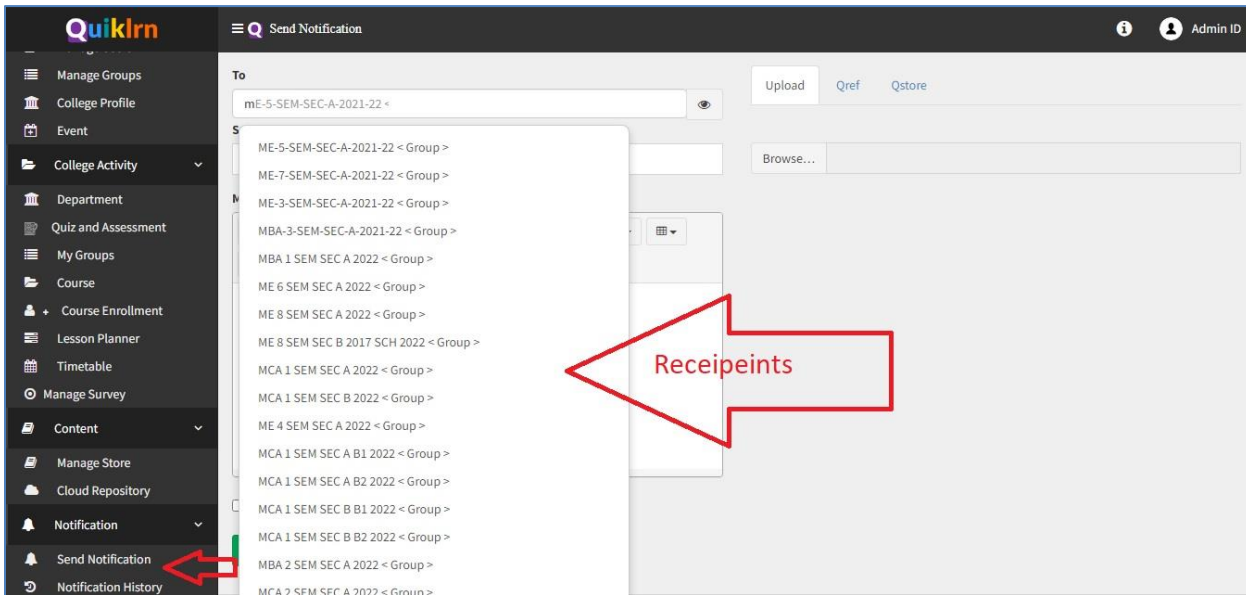 Quiklrn
Q Send Notification
Admin ID
Manage Groups
College Profile
Event
College Activity
Department
Quiz and Assessment
My Groups
Course
+ Course Enrollment
Lesson Planner
Timetable
Manage Survey
Content
Manage Store
Cloud Repository
Notification
Send Notification
Notification History
To
mE-5-SEM-SEC-A-2021-22 <
S
M
ME-5-SEM-SEC-A-2021-22 < Group >
ME-7-SEM-SEC-A-2021-22 < Group >
ME-3-SEM-SEC-A-2021-22 < Group >
MBA-3-SEM-SEC-A-2021-22 < Group >
MBA 1 SEM SEC A 2022 < Group >
ME 6 SEM SEC A 2022 < Group >
ME 8 SEM SEC A 2022 < Group >
ME 8 SEM SEC B 2017 SCH 2022 < Group >
MCA 1 SEM SEC A 2022 < Group >
MCA 1 SEM SEC B 2022 < Group >
ME 4 SEM SEC A 2022 < Group >
MCA 1 SEM SEC A B1 2022 < Group >
MCA 1 SEM SEC A B2 2022 < Group >
MCA 1 SEM SEC B B1 2022 < Group >
MCA 1 SEM SEC B B2 2022 < Group >
MBA 2 SEM SEC A 2022 < Group >
MCA 2 SEM SEC A 2022 < Group >
Upload Qref Qstore
Browse...
Receipeints